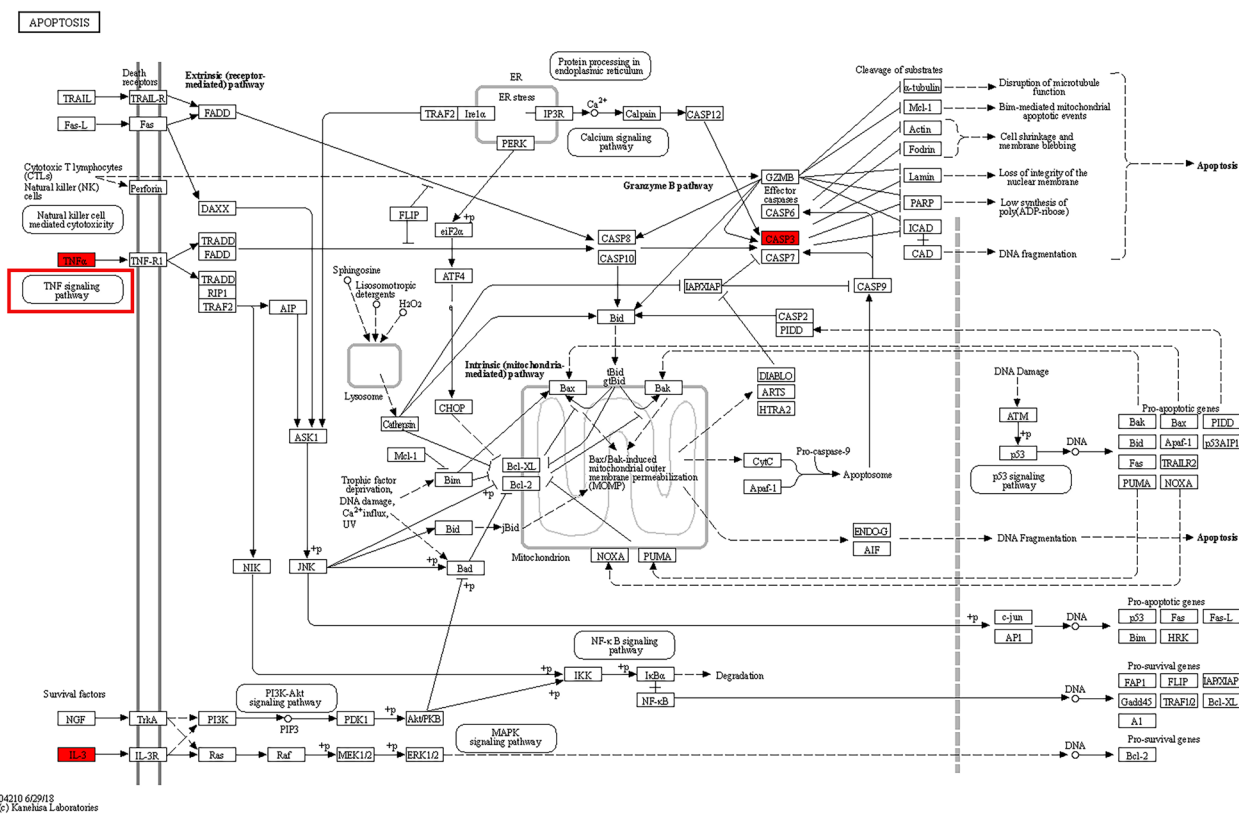 APOPTOSIS
Death
receptors
Extrinsic (receptor-
mediated) pathway
ER
ER stress
Protein processing in
endoplasmic reticulum
Cleavage of substrates
TRAIL
TRAIL-R
FADD
Fas-L
Fas
TRAF2
Ire1α
IP3R
Ca2+
Calpain
CASP12
PERK
Calcium signaling
pathway
α-tubulin
Mcl-1
Actin
Fodrin
Lamin
PARP
ICAD
CAD
Disruption of microtubule
function
Bim-mediated mitochondrial
apoptotic events
Cell shrinkage and
membrane blebbing
Loss of integrity of the
nuclear membrane
Low synthesis of
poly(ADP-ribose)
DNA fragmentation
Apoptosis
Cytotoxic T lymphocytes
(CTLs)
Natural killer (NK)
cells
Perforin
Natural killer cell
mediated cytotoxicity
DAXX
FLIP
Granzyme B pathway
GZMB
Effector
caspases
CASP6
CASP3
CASP7
+p
eiF2α
ATF4
CASP8
CASP10
TNFα
TNF-R1
TRADD
FADD
TRADD
RIP1
TRAF2
TNF signaling
pathway
AIP
Sphingosine
Lisosomotropic
detergents
H2O2
Lysosome
IAP/XIAP
CASP9
Bid
CASP2
PIDD
Intrinsic (mitochondria-
mediated) pathway
tBid
gtBid
Bax
Bak
DIABLO
ARTS
HTRA2
CHOP
Cathepsin
ASK1
Mcl-1
Bim
+p
Bcl-XL
Bcl-2
Bax/Bak-induced
mitochondrial outer
membrane permeabilization
(MOMP)
CytC
Apaf-1
Pro-caspase-9
Apoptosome
Trophic factor
deprivation,
DNA damage,
Ca2+ influx,
UV
Bid
jBid
Mitochondrion
NOXA
PUMA
ENDO-G
AIF
DNA Fragmentation
Apoptosis
DNA Damage
ATM
+p
p53
DNA
p53 signaling
pathway
Pro-apoptotic genes
Bak
Bax
PIDD
Bid
Apaf-1
p53AIP1
Fas
TRAILR2
PUMA
NOXA
NIK
+p
JNK
+p
Bad
+p
+p
c-jun
AP1
DNA
Pro-apoptotic genes
p53
Fas
Fas-L
Bim
HRK
NF-κB signaling
pathway
+p
IKK
+p
IκBα
Degradation
+p
NF-κB
DNA
Pro-survival genes
FAP1
FLIP
IAP/XIAP
Gadd45
TRAF1/2
Bcl-XL
A1
Survival factors
NGF
TrkA
PI3K
PI3K-Akt
signaling pathway
PIP3
PDK1
+p
Akt/PKB
MAPK
signaling pathway
IL-3
IL-3R
Ras
Raf
+p
MEK1/2
+p
ERK1/2
DNA
Pro-survival genes
Bcl-2
04210 6/29/18
(c) Kanehisa Laboratories